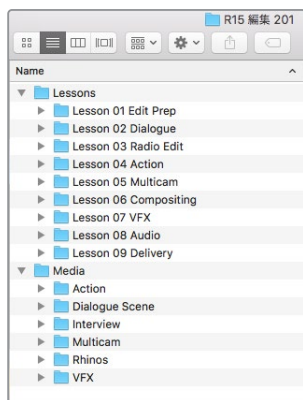 R15 編集 201
Name
Lessons
Lesson 01 Edit Prep
Lesson 02 Dialogue
Lesson 03 Radio Edit
Lesson 04 Action
Lesson 05 Multicam
Lesson 06 Compositing
Lesson 07 VFX
Lesson 08 Audio
Lesson 09 Delivery
Media
Action
Dialogue Scene
Interview
Multicam
Rhinos
VFX